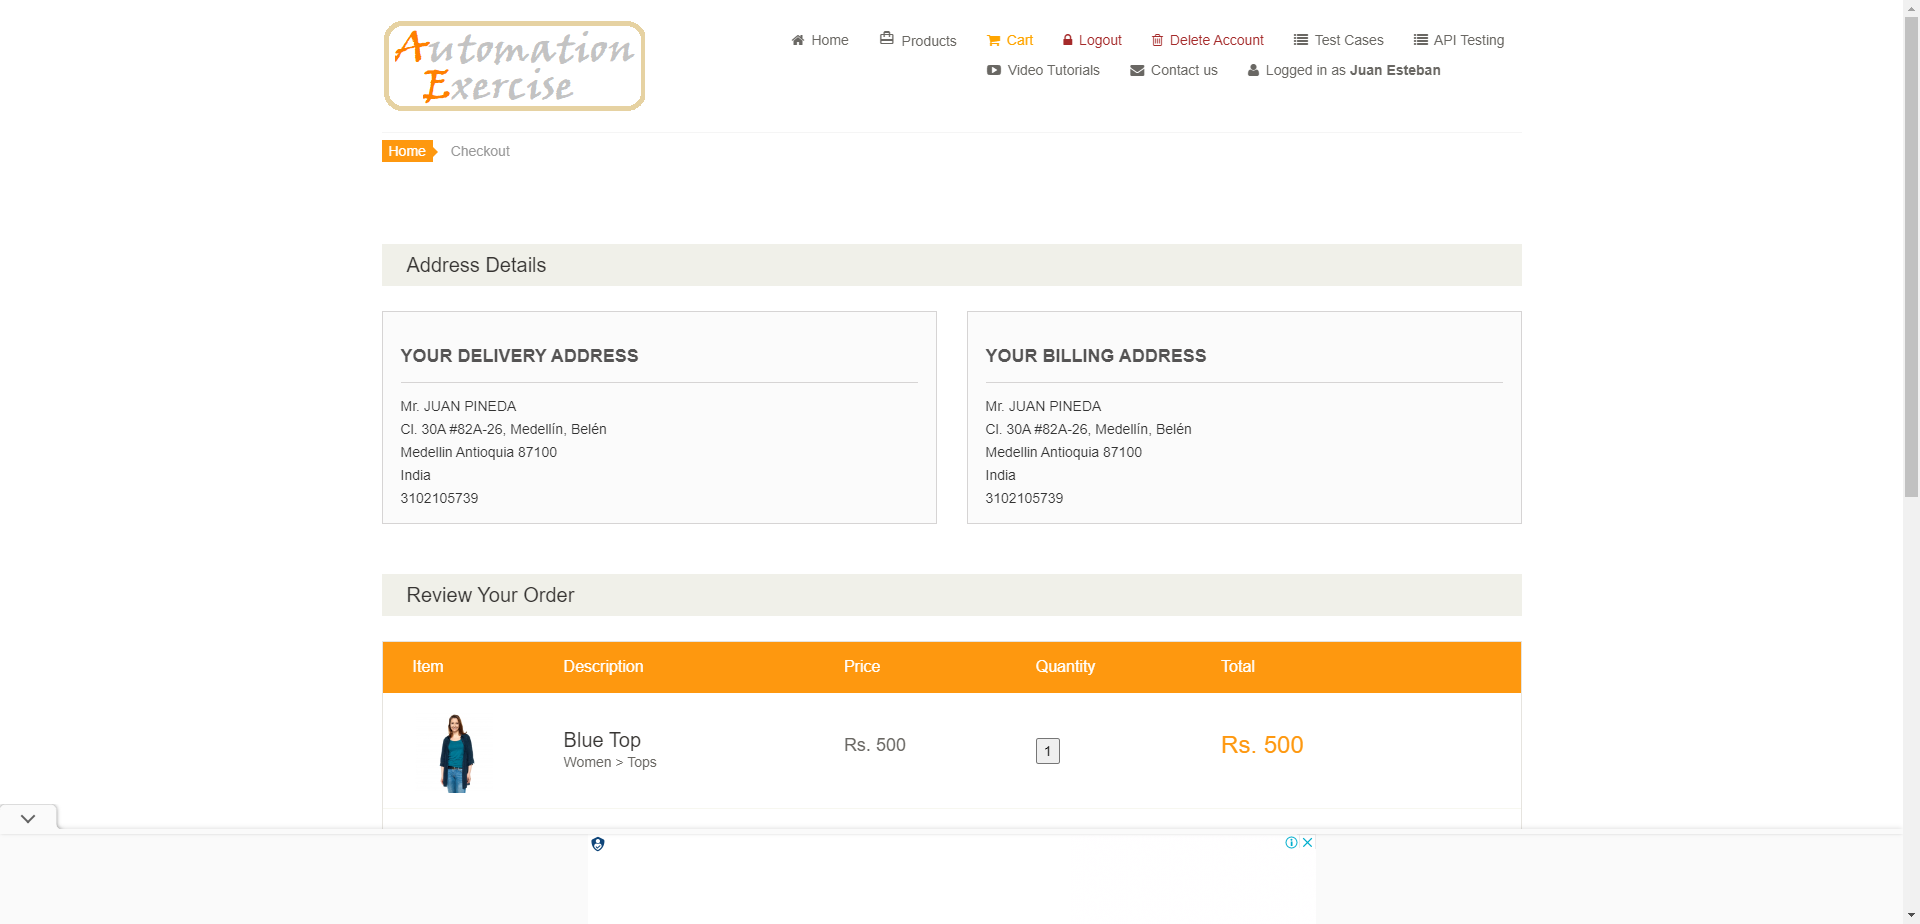 Automation
Exercise
Home
Products
Cart
Logout
Delete Account
Test Cases
API Testing
Video Tutorials
Contact us
Logged in as Juan Esteban
Home
Checkout
Address Details
YOUR DELIVERY ADDRESS
Mr. JUAN PINEDA
Cl. 30A #82A-26, Medellín, Belén
Medellin Antioquia 87100
India
3102105739
YOUR BILLING ADDRESS
Mr. JUAN PINEDA
Cl. 30A #82A-26, Medellín, Belén
Medellin Antioquia 87100
India
3102105739
Review Your Order
Item Description Price Quantity Total
Blue Top
Women > Tops
Rs. 500
1
Rs. 500